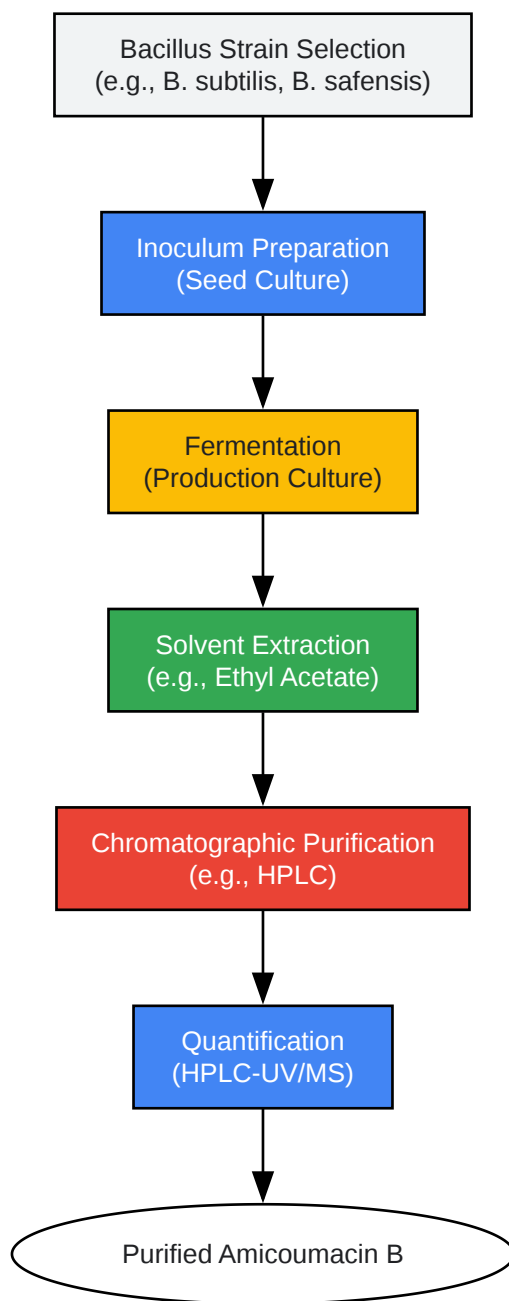 Bacillus Strain Selection
(e.g., B. subtilis, B. safensis)
Inoculum Preparation
(Seed Culture)
Fermentation
(Production Culture)
Solvent Extraction
(e.g., Ethyl Acetate)
Chromatographic Purification
(e.g., HPLC)
Quantification
(HPLC-UV/MS)
Purified Amicoumacin B